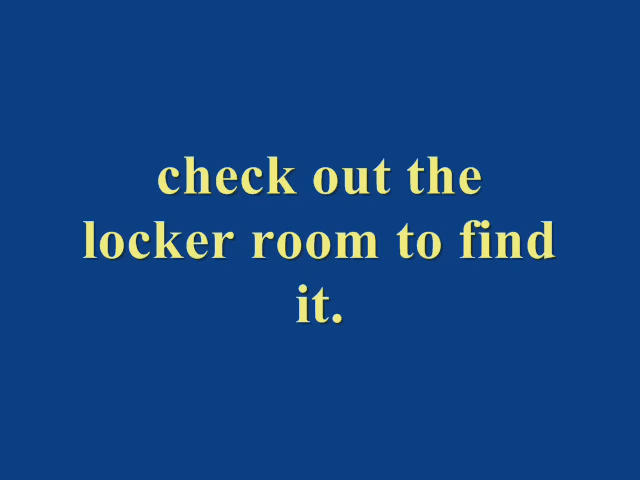 check out the
locker room to find
it.